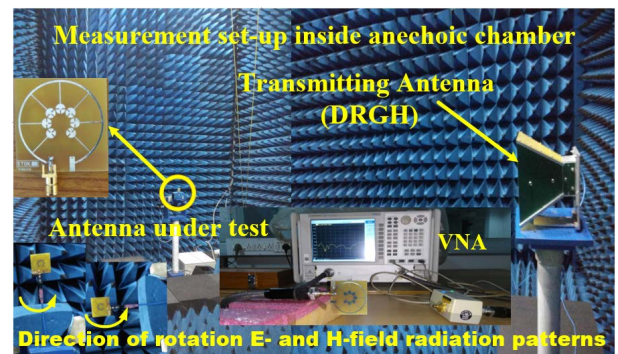 Measurement set-up inside anechoic chamber
Transmitting Antenna
(DRGH)
Antenna under test
VNA
Direction of rotation E- and H-field radiation patterns